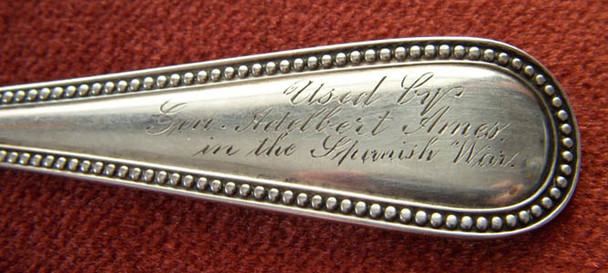 Used by
Gen. Adelbert Ames
in the Spanish War.